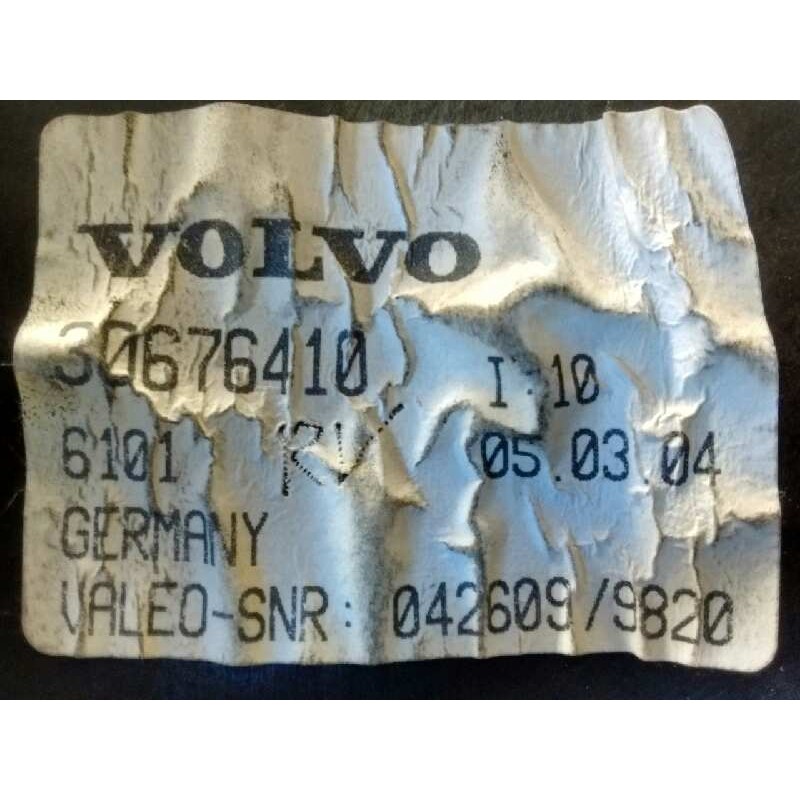 VOLVO
30676410 I:10
6101 RV 05.03.04
GERMANY
VALEO-SNR: 042609/9820